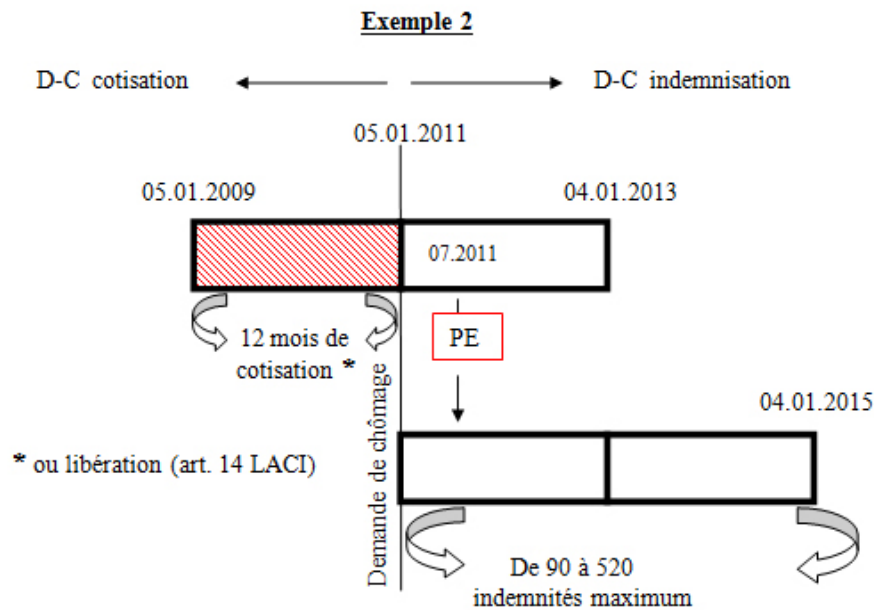 Exemple 2
D-C cotisation
D-C indemnisation
05.01.2011
05.01.2009
04.01.2013
07.2011
12 mois de
cotisation *
PE
Demande de chômage
04.01.2015
* ou libération (art. 14 LACI)
De 90 à 520
indemnités maximum